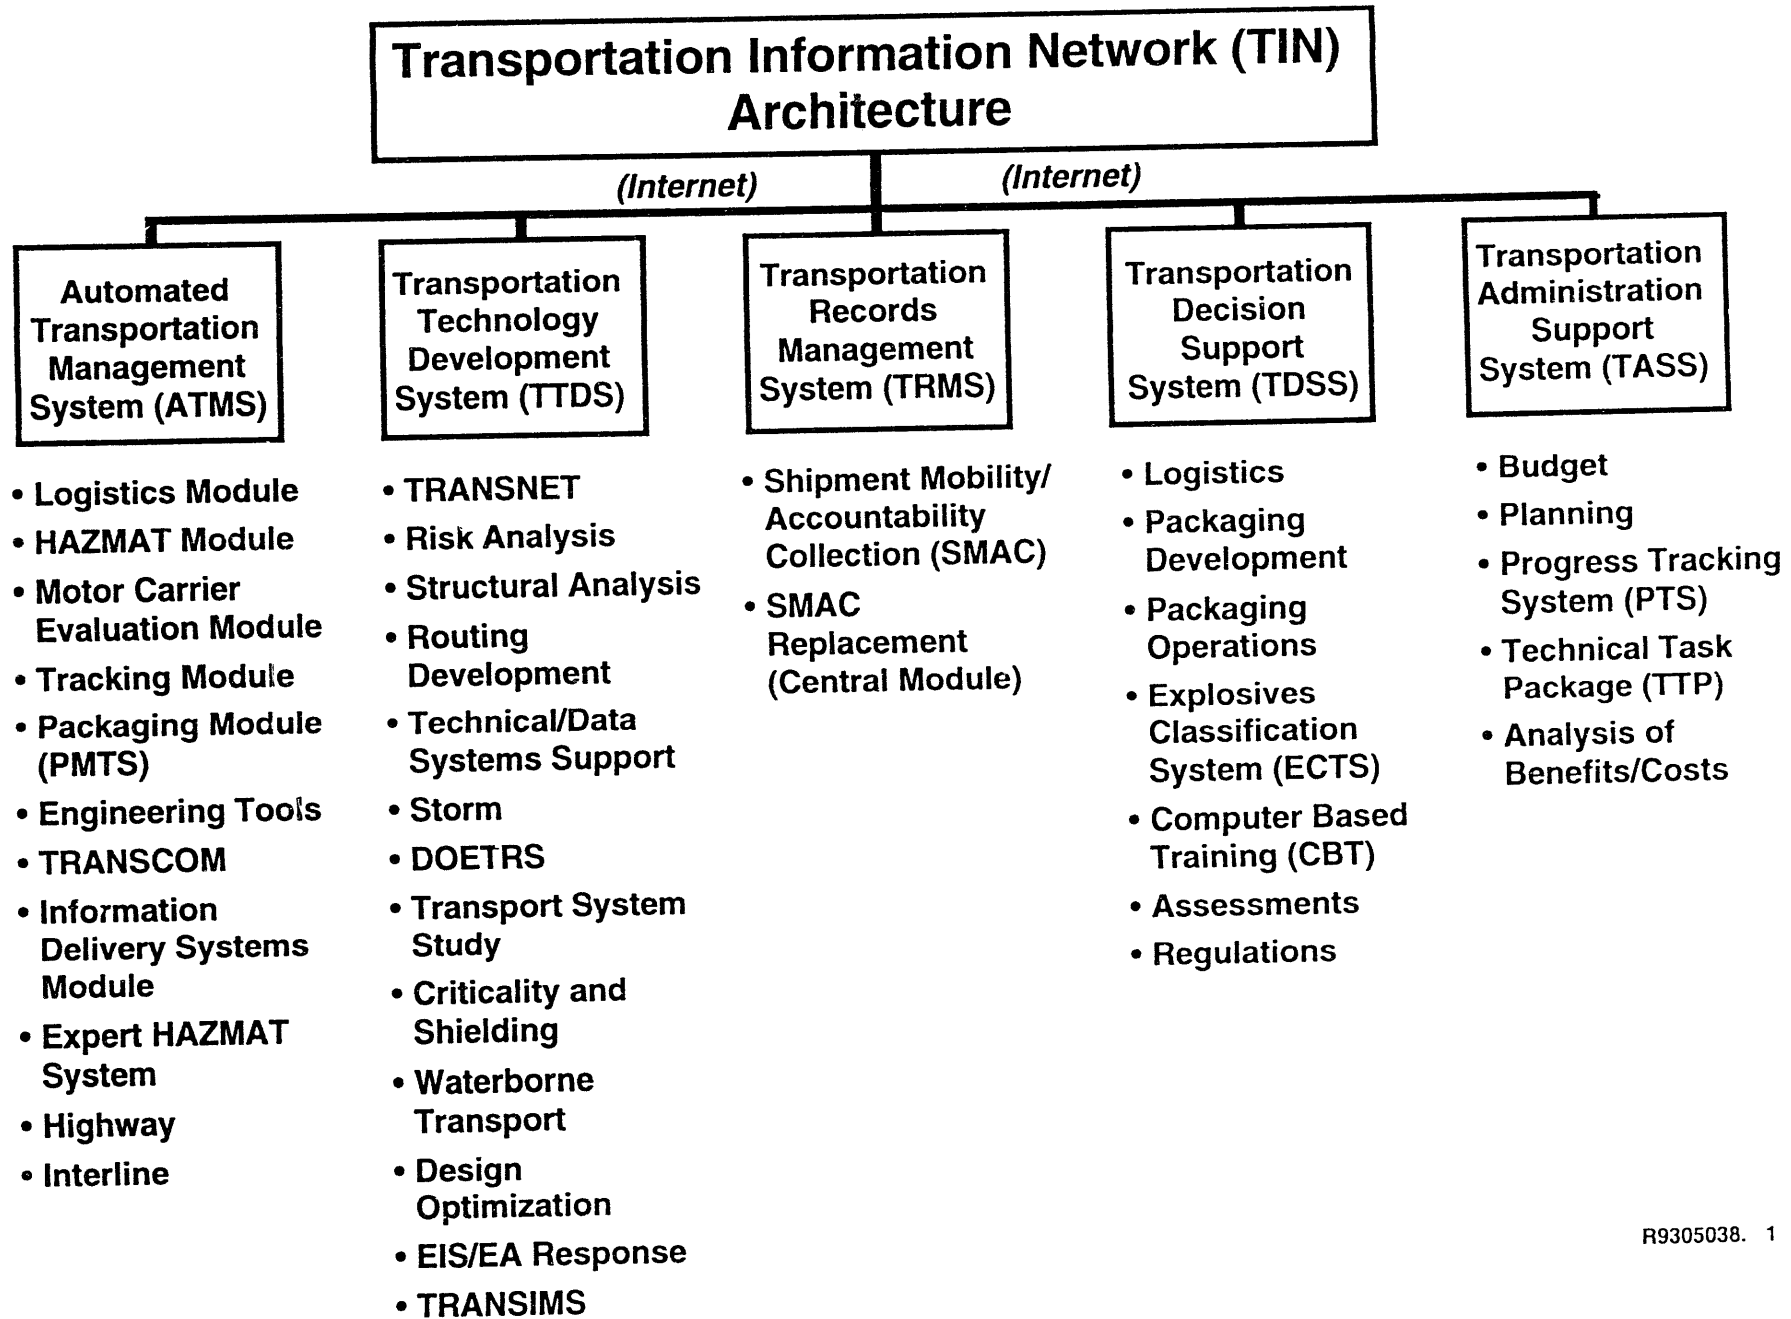 Transportation Information Network (TIN)
Architecture
(Internet)
(Internet)
Automated
Transportation
Management
System (ATMS)
• Logistics Module
• HAZMAT Module
• Motor Carrier
Evaluation Module
• Tracking Module
• Packaging Module
(PMTS)
• Engineering Tools
• TRANSCOM
• Information
Delivery Systems
Module
• Expert HAZMAT
System
• Highway
• Interline
Transportation
Technology
Development
System (TTDS)
• TRANSNET
• Risk Analysis
• Structural Analysis
• Routing
Development
• Technical/Data
Systems Support
• Storm
• DOETRS
• Transport System
Study
• Criticality and
Shielding
• Waterborne
Transport
• Design
Optimization
• EIS/EA Response
• TRANSIMS
Transportation
Records
Management
System (TRMS)
• Shipment Mobility/
Accountability
Collection (SMAC)
• SMAC
Replacement
(Central Module)
Transportation
Decision
Support
System (TDSS)
• Logistics
• Packaging
Development
• Packaging
Operations
• Explosives
Classification
System (ECTS)
• Computer Based
Training (CBT)
• Assessments
• Regulations
Transportation
Administration
Support
System (TASS)
• Budget
• Planning
• Progress Tracking
System (PTS)
• Technical Task
Package (TTP)
• Analysis of
Benefits/Costs
R9305038. 1